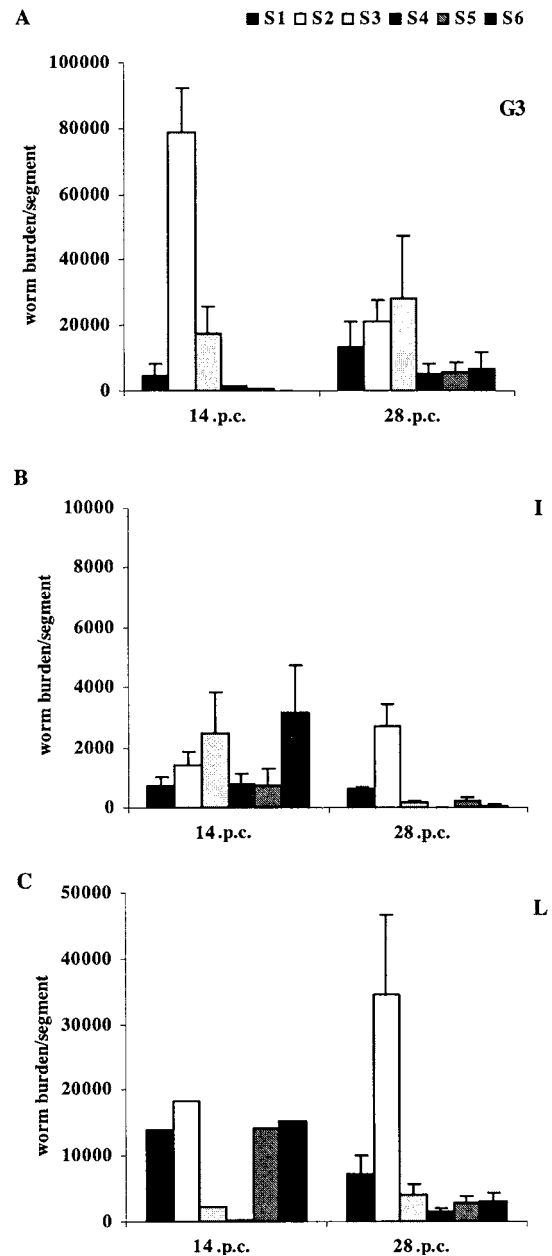 A
■ S1 □ S2 □ S3 ■ S4 ■ S5 ■ S6
G3
worm burden/segment
100000
80000
60000
40000
20000
0
14.p.c.
28.p.c.
B
I
worm burden/segment
10000
8000
6000
4000
2000
0
14.p.c.
28.p.c.
C
L
worm burden/segment
50000
40000
30000
20000
10000
0
14.p.c.
28.p.c.